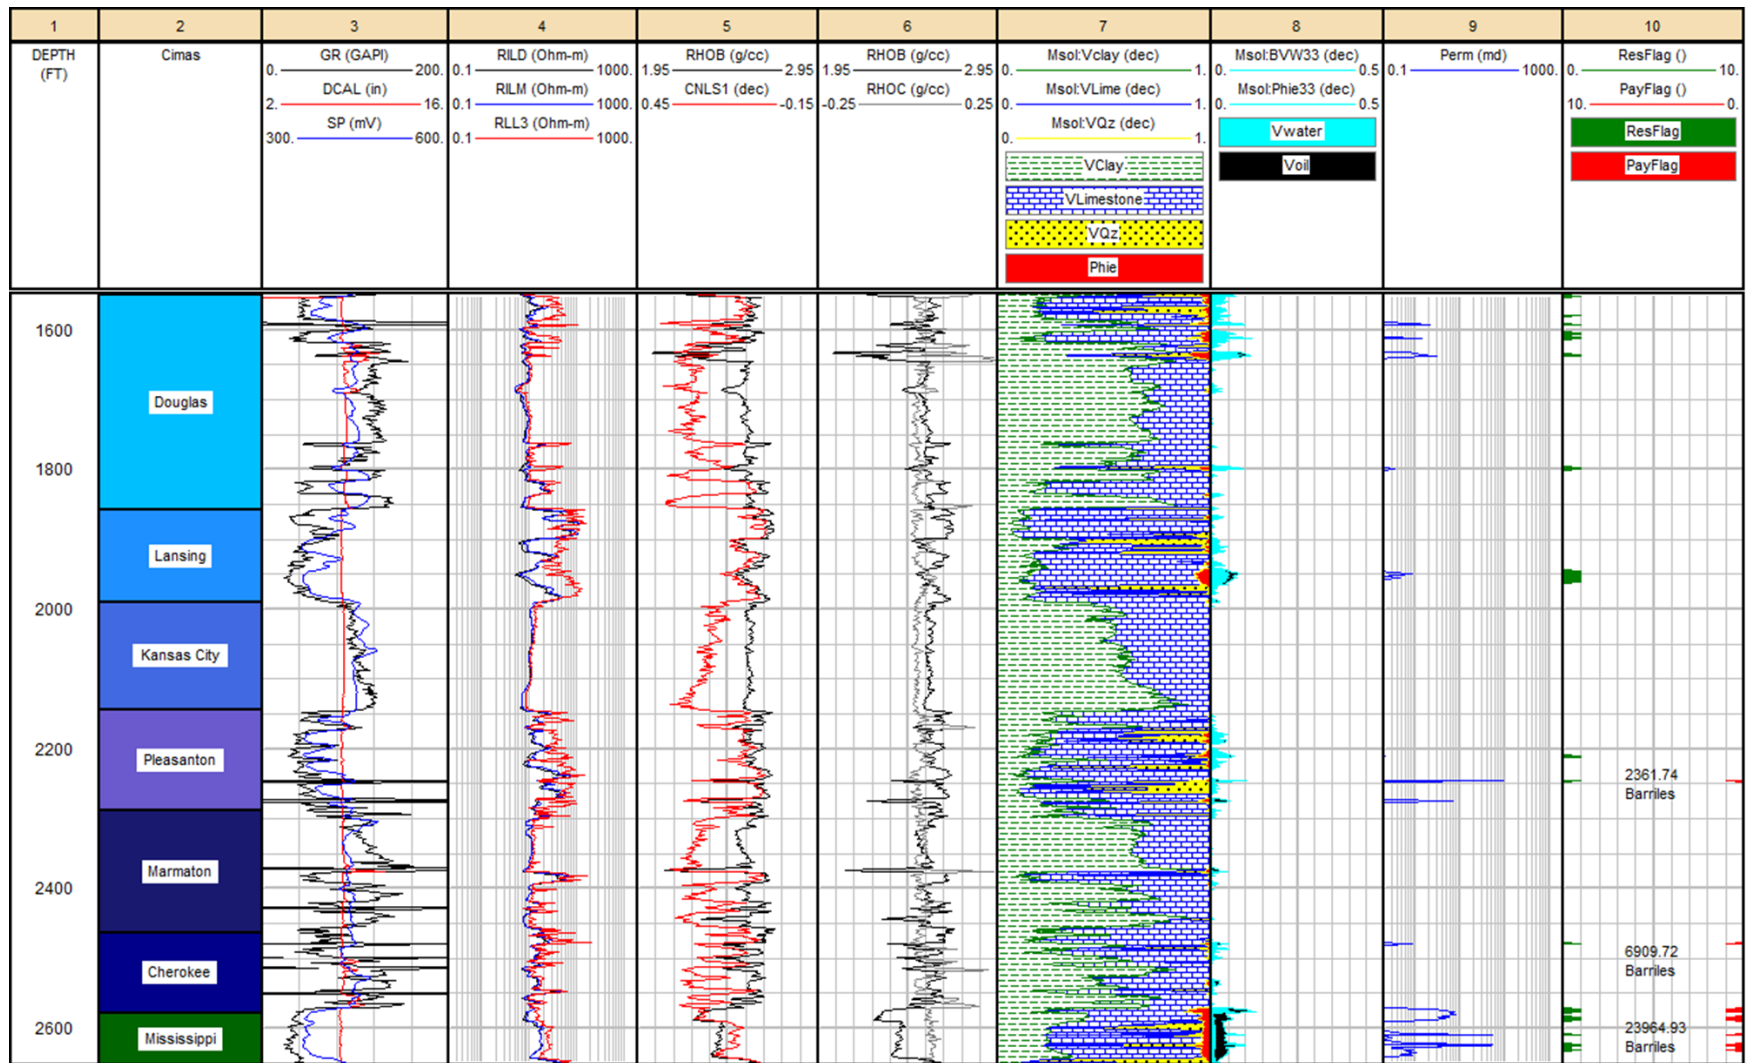 1 2 3 4 5 6 7 8 9 10
DEPTH (FT)
Cimas
GR (GAPI)
0. 200.
DCAL (in)
2. 16.
SP (mV)
300. 600.
RILD (Ohm-m)
0.1 1000.
RILM (Ohm-m)
0.1 1000.
RLL3 (Ohm-m)
0.1 1000.
RHOB (g/cc)
1.95 2.95
CNLS1 (dec)
0.45 -0.15
RHOB (g/cc)
1.95 2.95
RHOC (g/cc)
-0.25 0.25
Msol:Vclay (dec)
0. 1.
Msol:VLime (dec)
0. 1.
Msol:VQz (dec)
0. 1.
VClay
VLimestone
VQz
Phie
Msol:BVW33 (dec)
0. 0.5
Msol:Phie33 (dec)
0. 0.5
Vwater
Voil
Perm (md)
0.1 1000.
ResFlag ()
0. 10.
PayFlag ()
10. 0.
ResFlag
PayFlag
1600
Douglas
1800
Lansing
2000
Kansas City
2200
Pleasanton
2361.74
Barriles
Marmaton
2400
6909.72
Barriles
Cherokee
2600
23964.93
Barriles
Mississippi